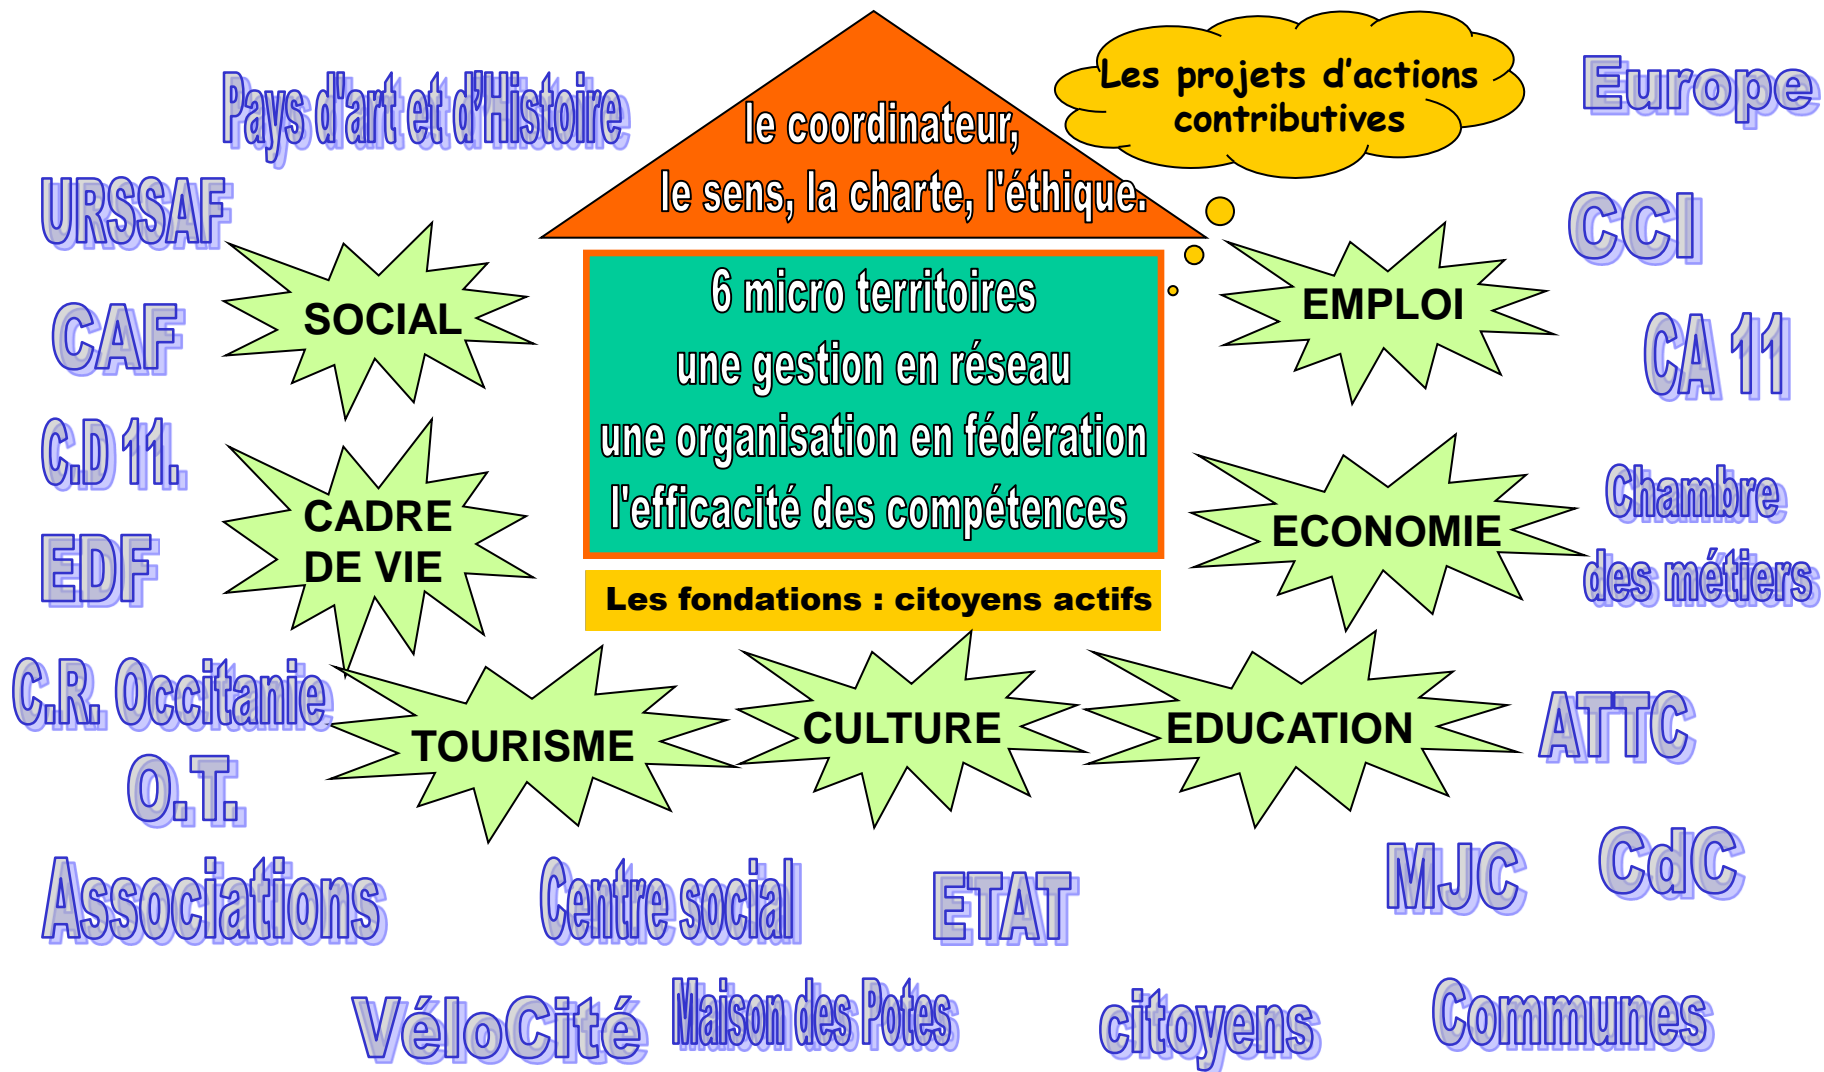 Pays d'art et d'Histoire
le coordinateur,
le sens, la charte, l'éthique.
Les projets d’actions
contributives
Europe
URSSAF
CCI
SOCIAL
6 micro territoires
une gestion en réseau
une organisation en fédération
l'efficacité des compétences
EMPLOI
CAF
CA 11
C.D 11.
CADRE
DE VIE
ECONOMIE
Chambre
des métiers
EDF
Les fondations : citoyens actifs
C.R. Occitanie
TOURISME
CULTURE
EDUCATION
ATTC
O.T.
Associations
Centre social
ETAT
MJC
CdC
VéloCité
Maison des Potes
citoyens
Communes